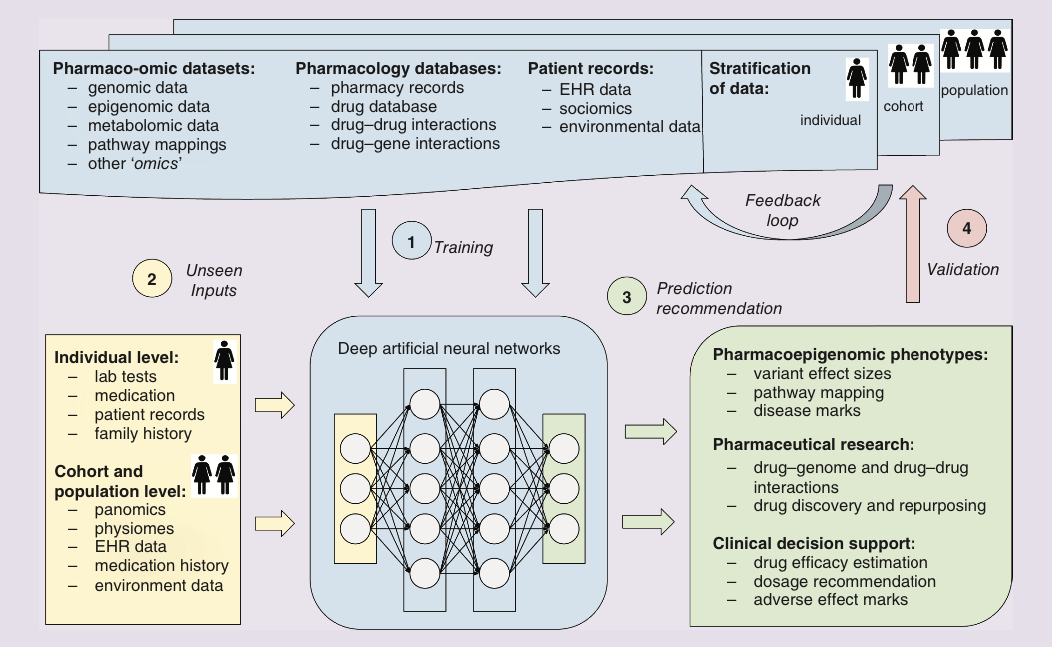 Pharmaco-omic datasets:
– genomic data
– epigenomic data
– metabolomic data
– pathway mappings
– other ‘omics’
Pharmacology databases:
– pharmacy records
– drug database
– drug–drug interactions
– drug–gene interactions
Patient records:
– EHR data
– sociomics
– environmental data
Stratification
of data:
individual
cohort
population
1
Training
Feedback
loop
4
Validation
2
Unseen
Inputs
3
Prediction
recommendation
Individual level:
– lab tests
– medication
– patient records
– family history
Cohort and
population level:
– panomics
– physiomes
– EHR data
– medication history
– environment data
Deep artificial neural networks
Pharmacoepigenomic phenotypes:
– variant effect sizes
– pathway mapping
– disease marks
Pharmaceutical research:
– drug–genome and drug–drug
interactions
– drug discovery and repurposing
Clinical decision support:
– drug efficacy estimation
– dosage recommendation
– adverse effect marks